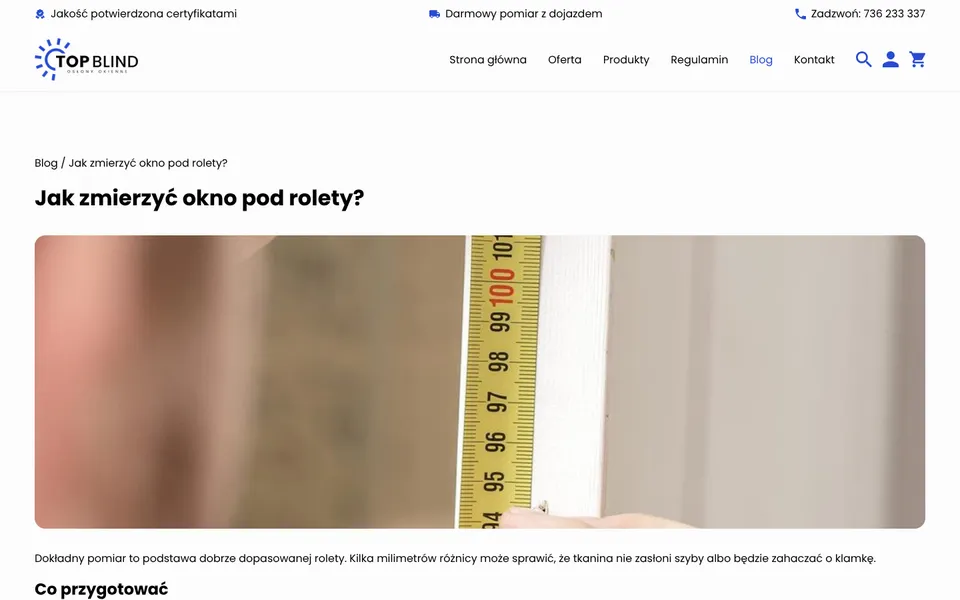 Jakość potwierdzona certyfikatami
Darmowy pomiar z dojazdem
Zadzwoń: 736 233 337
TOP BLIND
OSŁONY OKIENNE
Strona główna
Oferta
Produkty
Regulamin
Blog
Kontakt
Blog / Jak zmierzyć okno pod rolety?
Jak zmierzyć okno pod rolety?
101
100
99
98
97
96
95
94
Dokładny pomiar to podstawa dobrze dopasowanej rolety. Kilka milimetrów różnicy może sprawić, że tkanina nie zasłoni szyby albo będzie zahaczać o klamkę.
Co przygotować